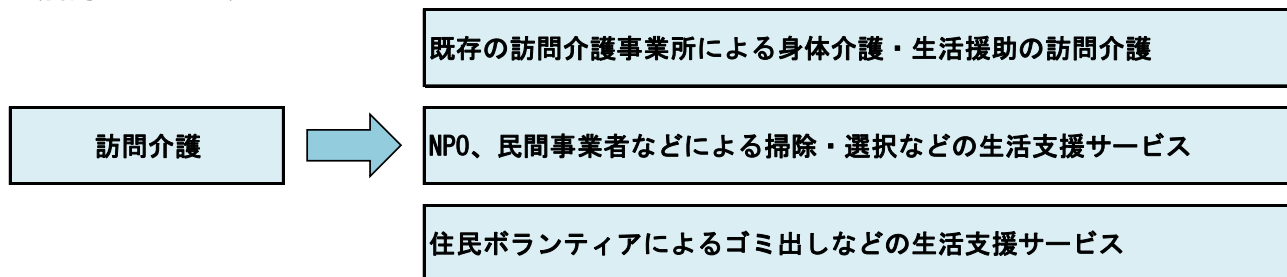 既存の訪問介護事業所による身体介護・生活援助の訪問介護
訪問介護
NPO、民間事業者などによる掃除・選択などの生活支援サービス
住民ボランティアによるゴミ出しなどの生活支援サービス